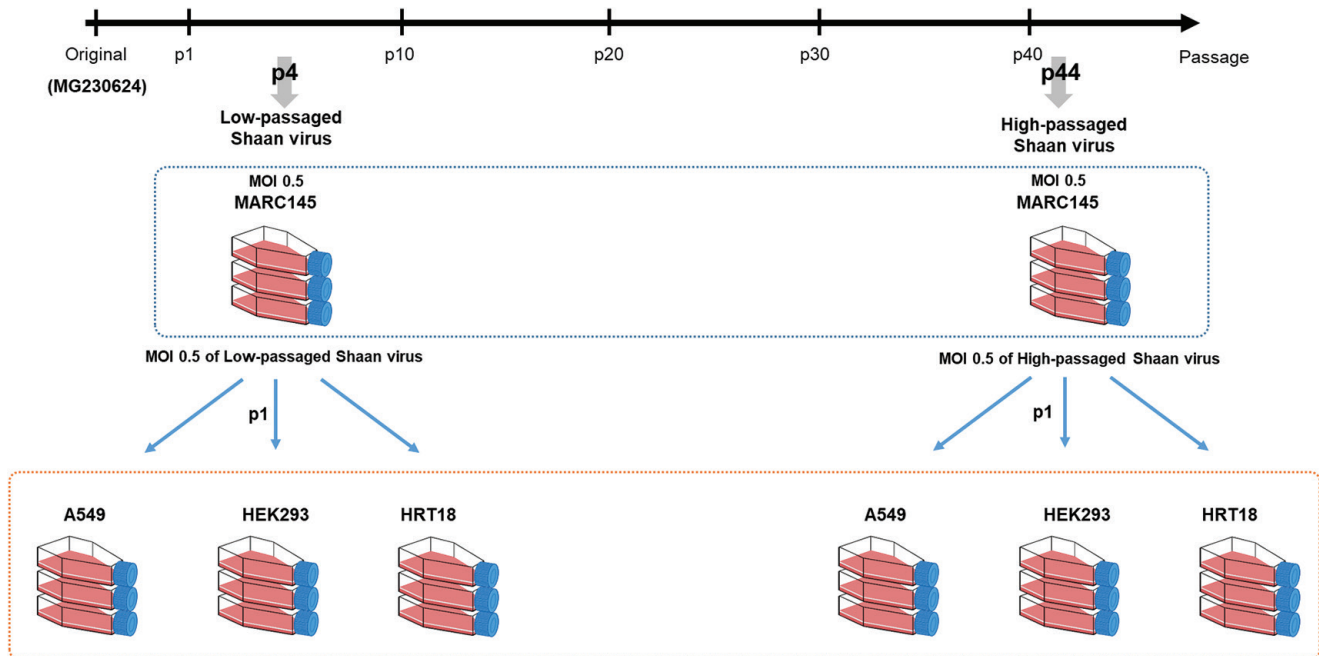 Original
(MG230624)
p1
p10
p20
p30
p40
Passage
p4
p44
Low-passaged
Shaan virus
High-passaged
Shaan virus
MOI 0.5
MARC145
MOI 0.5
MARC145
MOI 0.5 of Low-passaged Shaan virus
MOI 0.5 of High-passaged Shaan virus
p1
p1
A549
HEK293
HRT18
A549
HEK293
HRT18